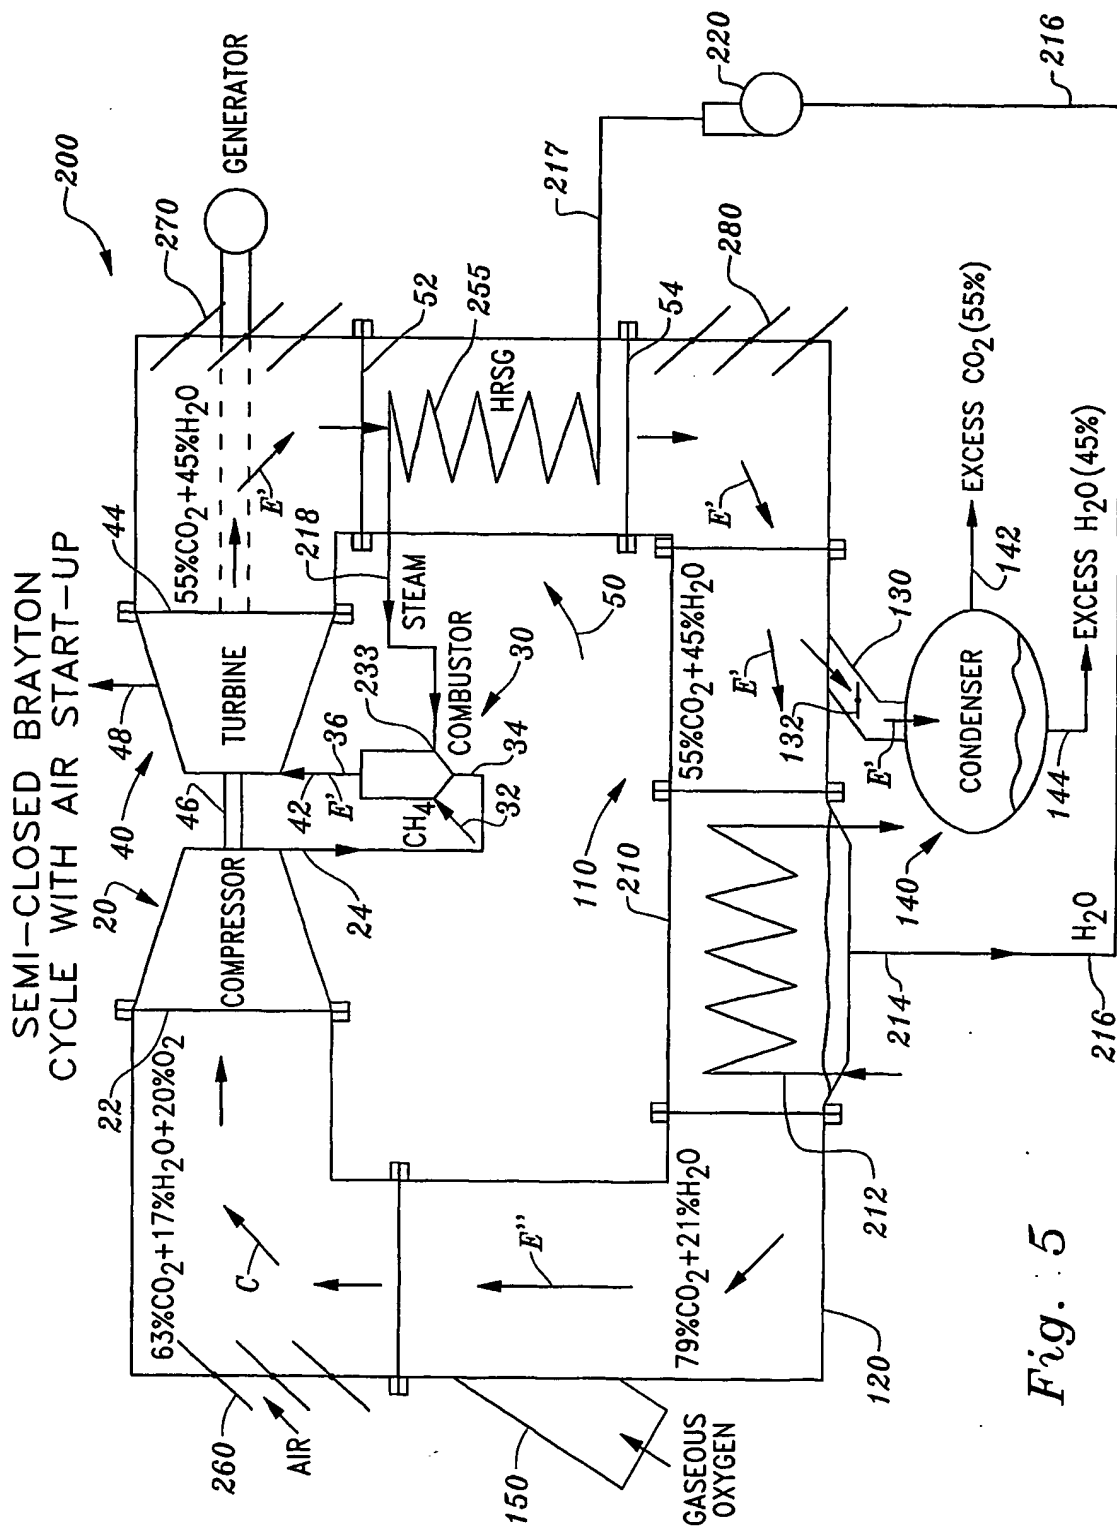 SEMI-CLOSED BRAYTON
CYCLE WITH AIR START-UP
200
GENERATOR
270
220
216
217
280
52
255
HRSG
54
44
55%CO2+45%H2O
E'
48
40
TURBINE
46
20
COMPRESSOR
22
63%CO2+17%H2O+20%O2
C
260
AIR
24
42
E'
36
CH4
32
34
233
COMBUSTOR
30
STEAM
218
50
110
210
E'
55%CO2+45%H2O
E'
132
130
E'
CONDENSER
140
142
EXCESS CO2(55%)
144
EXCESS H2O(45%)
E''
79%CO2+21%H2O
150
GASEOUS
OXYGEN
120
212
214
H2O
216
Fig. 5